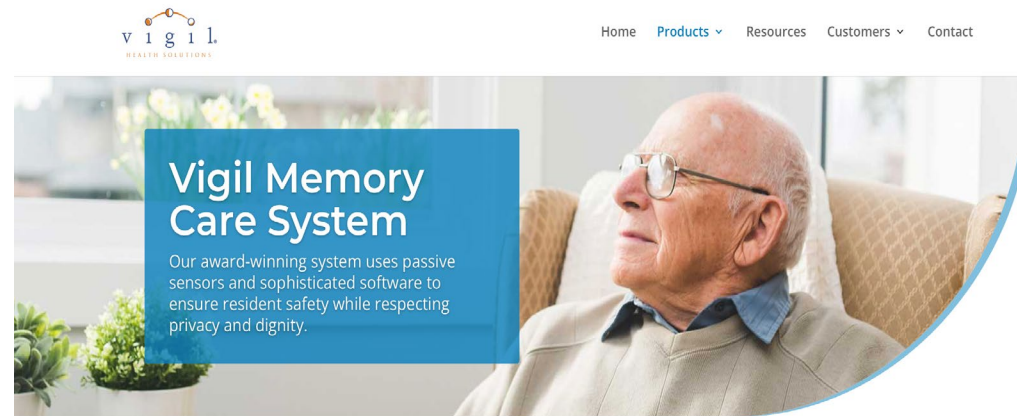 vigil
HEALTH SOLUTIONS
Home
Products
Resources
Customers
Contact
Vigil Memory
Care System
Our award-winning system uses passive
sensors and sophisticated software to
ensure resident safety while respecting
privacy and dignity.